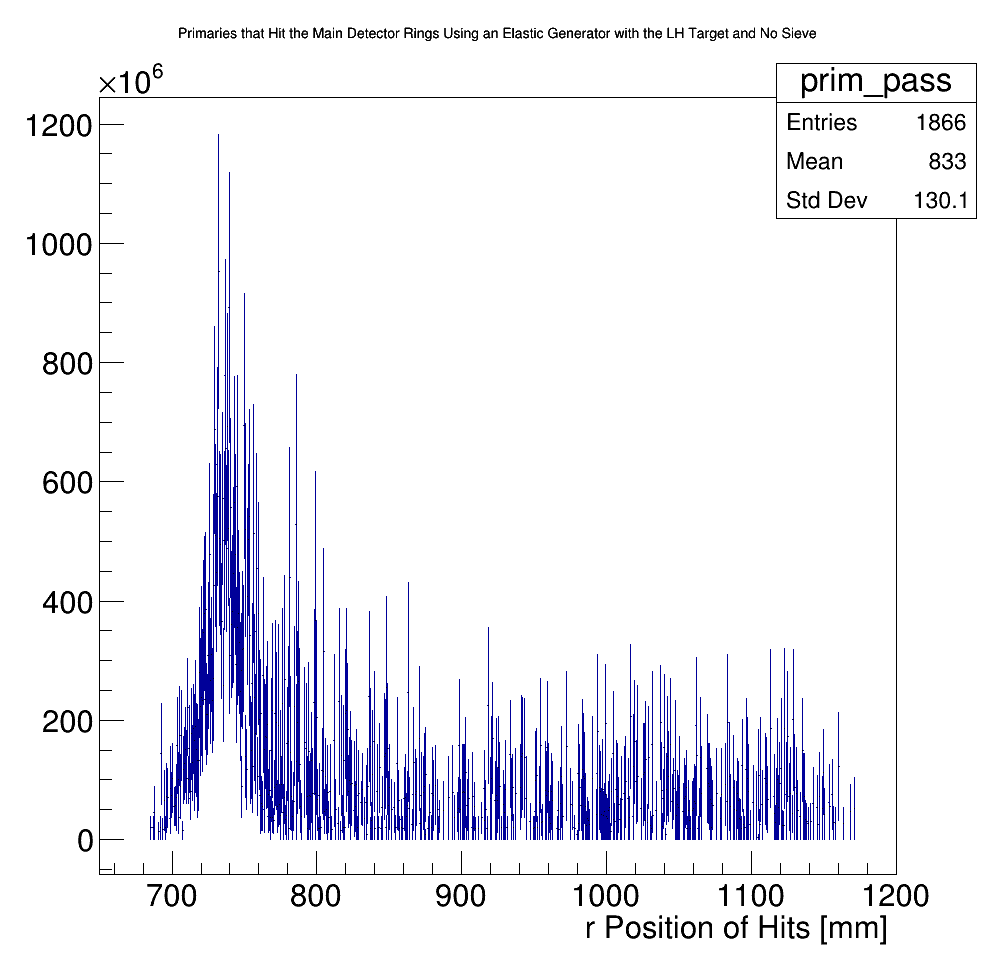 Primaries that Hit the Main Detector Rings Using an Elastic Generator with the LH Target and No Sieve
×10⁶
prim_pass
Entries 1866
Mean 833
Std Dev 130.1
1200
1000
800
600
400
200
0
700 800 900 1000 1100 1200
r Position of Hits [mm]